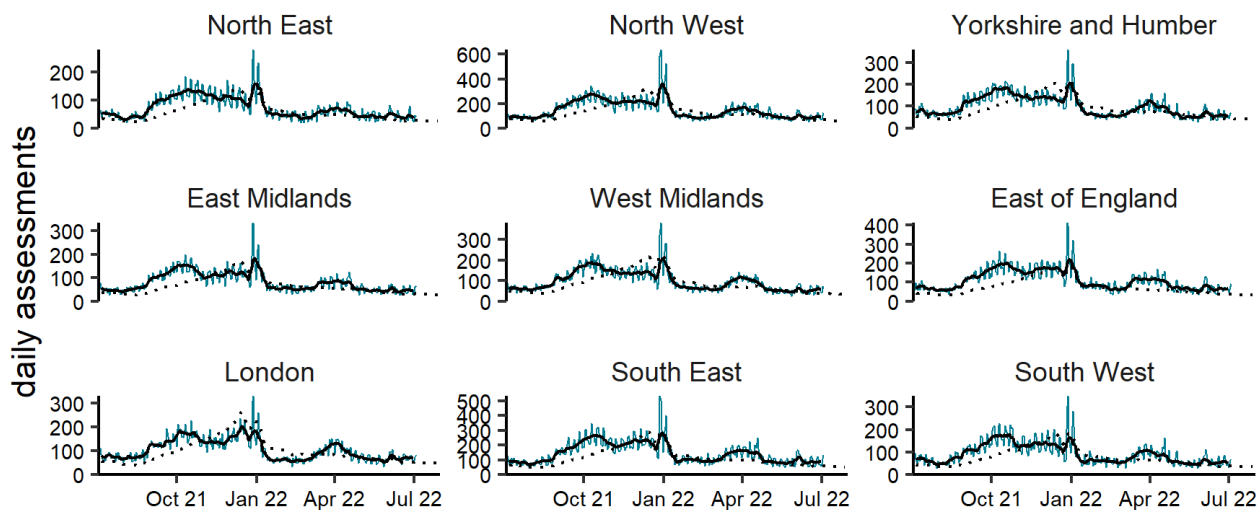 North East
North West
Yorkshire and Humber
200
100
0
600
400
200
0
300
200
100
0
daily assessments
East Midlands
West Midlands
East of England
300
200
100
0
300
200
100
0
400
300
200
100
0
London
South East
South West
300
200
100
0
500
400
300
200
100
0
300
200
100
0
Oct 21 Jan 22 Apr 22 Jul 22
Oct 21 Jan 22 Apr 22 Jul 22
Oct 21 Jan 22 Apr 22 Jul 22